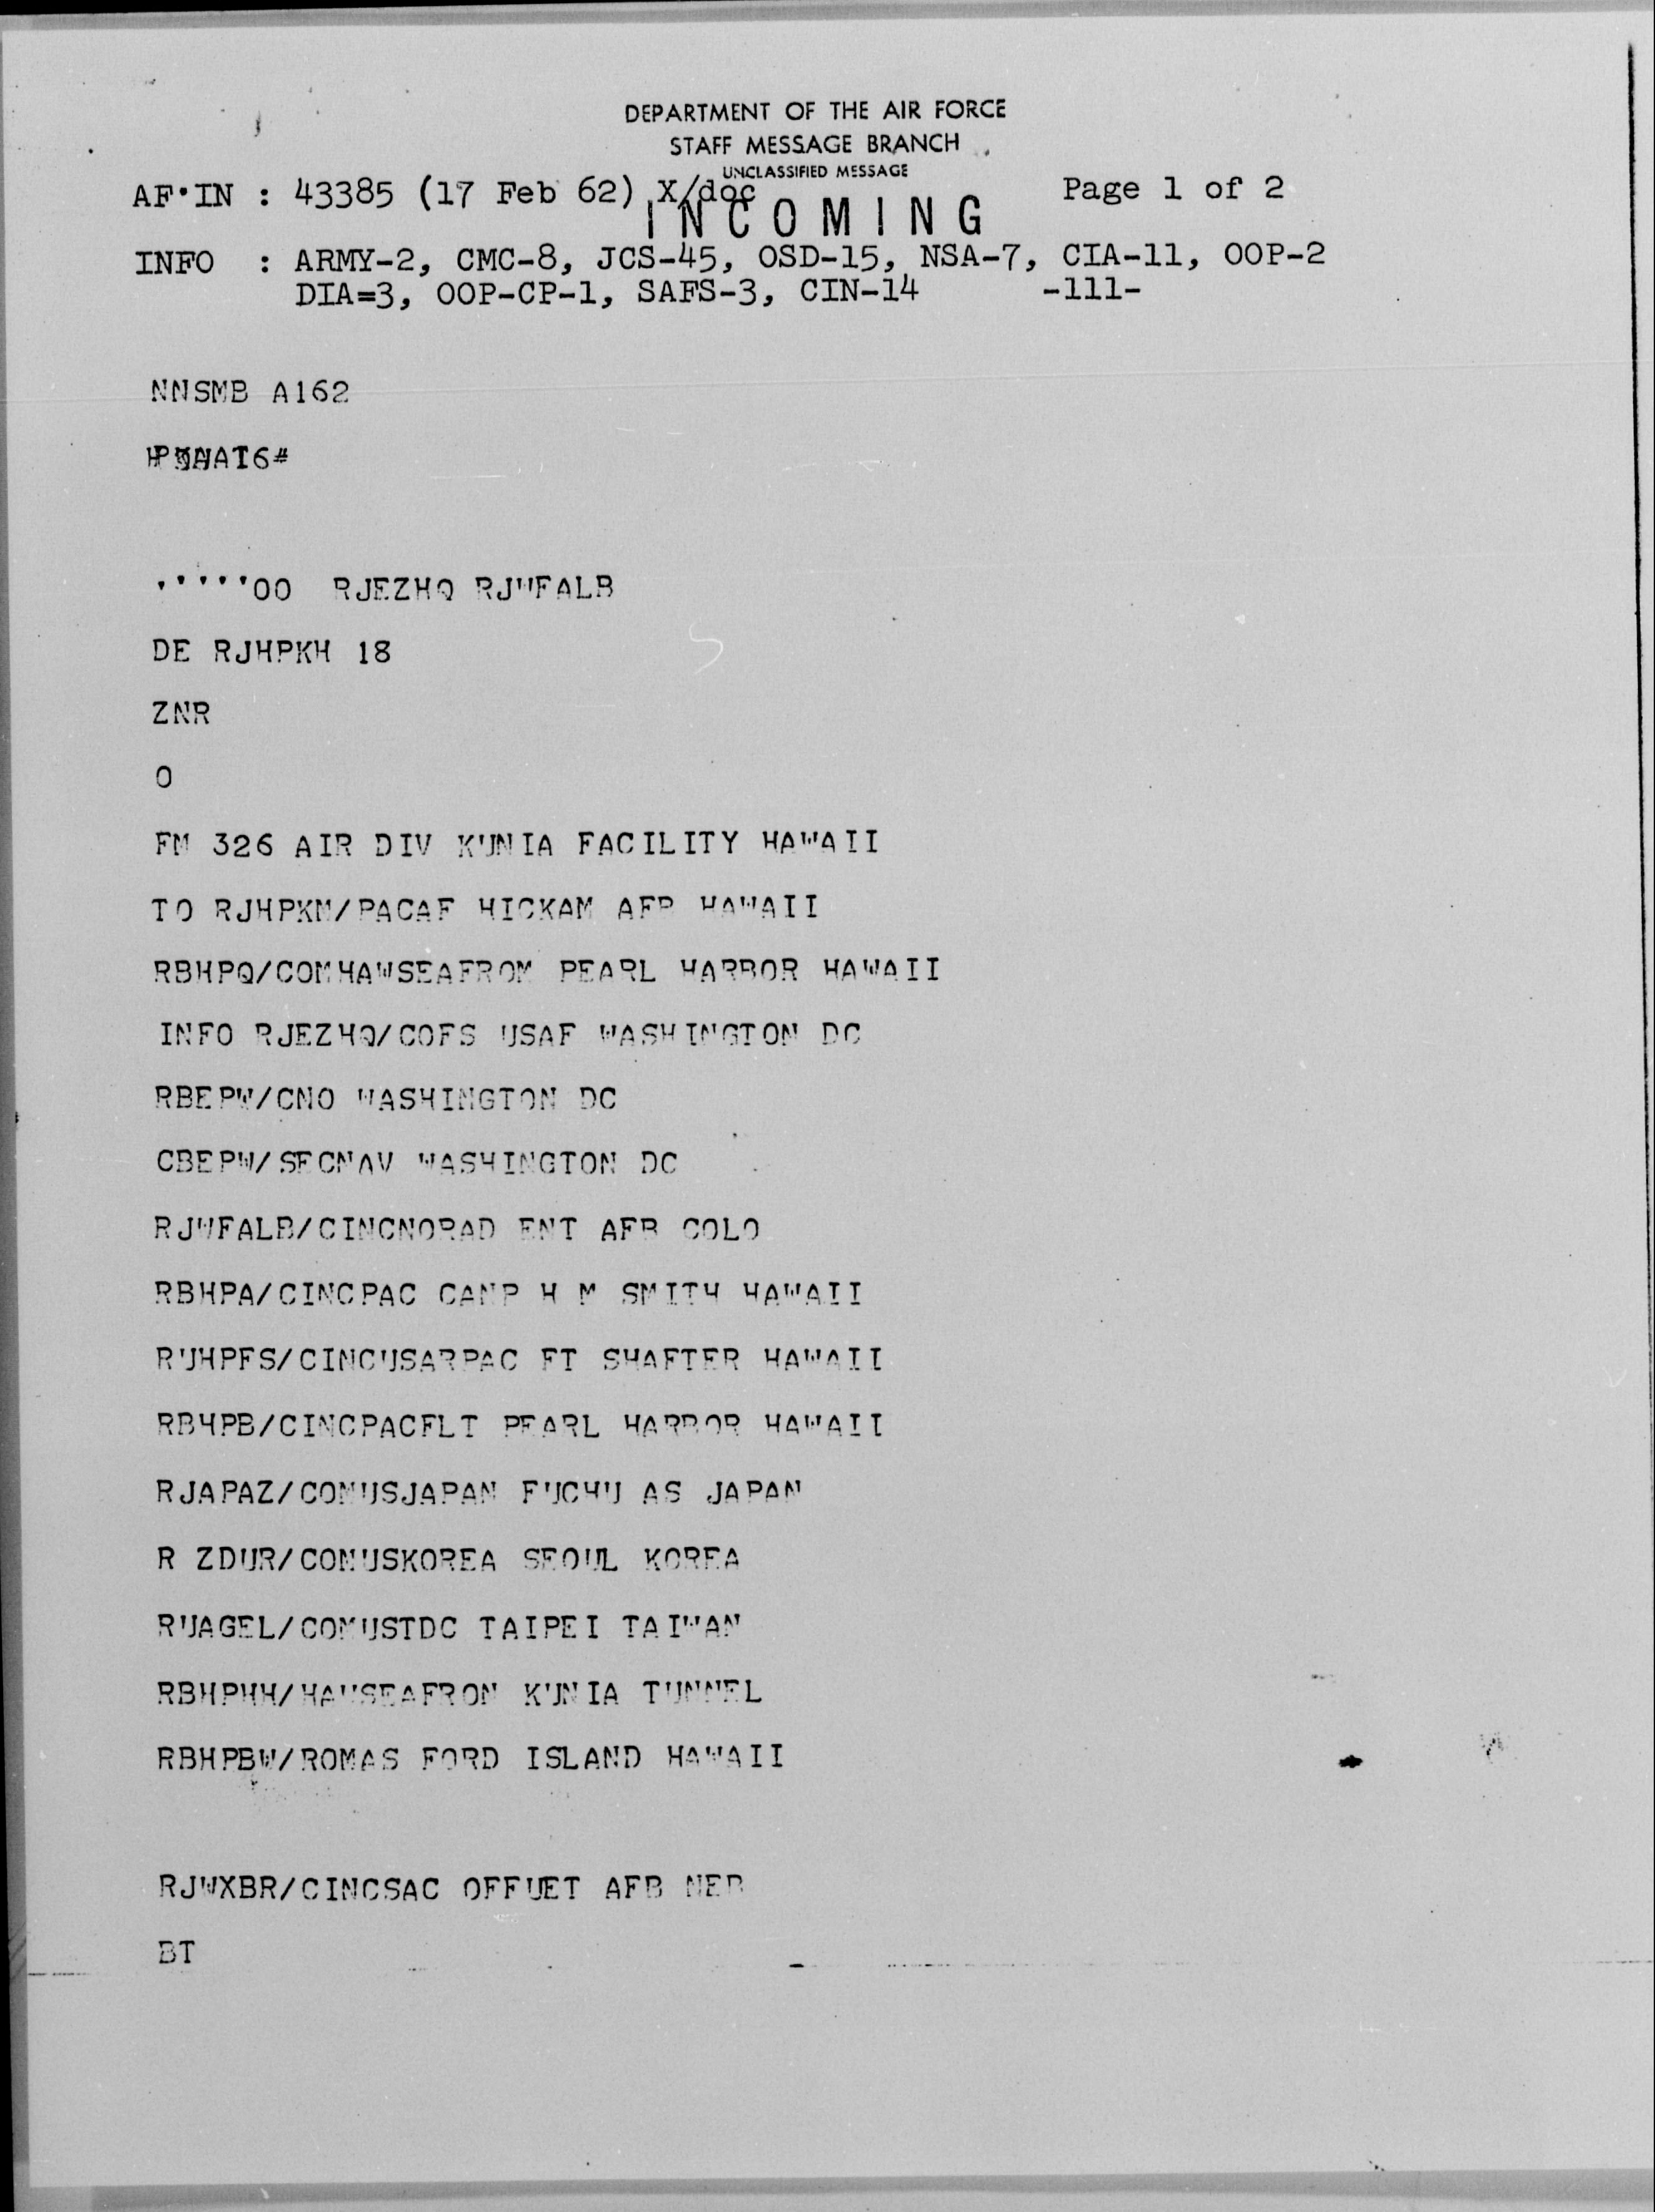 DEPARTMENT OF THE AIR FORCE
STAFF MESSAGE BRANCH
UNCLASSIFIED MESSAGE
AF IN : 43385 (17 Feb 62) X/doc Page 1 of 2
INCOMING
INFO : ARMY-2, CMC-8, JCS-45, OSD-15, NSA-7, CIA-11, OOP-2
DIA=3, OOP-CP-1, SAFS-3, CIN-14 -111-
NNSMB A162
'''''OO RJEZHQ RJWFALB
DE RJHPKH 18
ZNR
O
FM 326 AIR DIV KUNIA FACILITY HAWAII
TO RJHPKM/PACAF HICKAM AFB HAWAII
RBHPQ/COMHAWSEAFROM PEARL HARBOR HAWAII
INFO RJEZHQ/COFS USAF WASHINGTON DC
RBEPW/CNO WASHINGTON DC
CBEPW/SECNAV WASHINGTON DC
RJWFALB/CINCNORAD ENT AFB COLO
RBHPA/CINCPAC CAMP H M SMITH HAWAII
RUHPFS/CINCUSARPAC FT SHAFTER HAWAII
RBHPB/CINCPACFLT PEARL HARBOR HAWAII
RJAPAZ/COMUSJAPAN FUCHU AS JAPAN
R ZDUR/COMUSKOREA SEOUL KOREA
RUAGEL/COMUSTDC TAIPEI TAIWAN
RBHPHH/HAWSEAFRON KUNIA TUNNEL
RBHPBW/ROMAS FORD ISLAND HAWAII
RJWXBR/CINCSAC OFFUET AFB NEB
BT